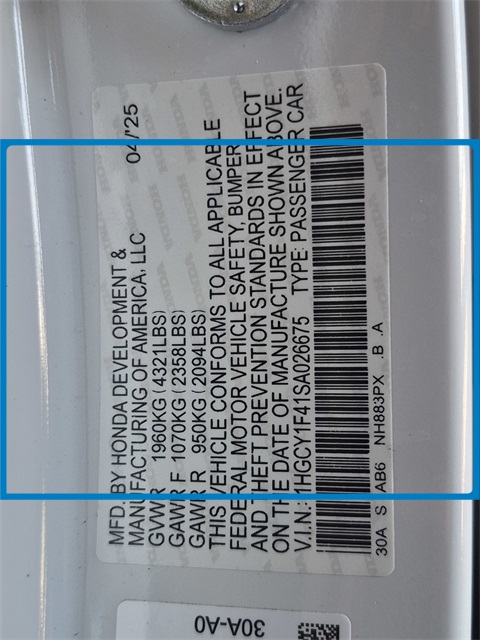 MFD. BY HONDA DEVELOPMENT & 04/'25
MANUFACTURING OF AMERICA, LLC
GVWR 1960KG (4321LBS)
GAWR F 1070KG (2358LBS)
GAWR R 950KG (2094LBS)
THIS VEHICLE CONFORMS TO ALL APPLICABLE
FEDERAL MOTOR VEHICLE SAFETY, BUMPER,
AND THEFT PREVENTION STANDARDS IN EFFECT
ON THE DATE OF MANUFACTURE SHOWN ABOVE.
V.I.N.: 1HGCY1F41SA026675 TYPE: PASSENGER CAR
30A S AB6 NH883PX .B .A
30A-A0